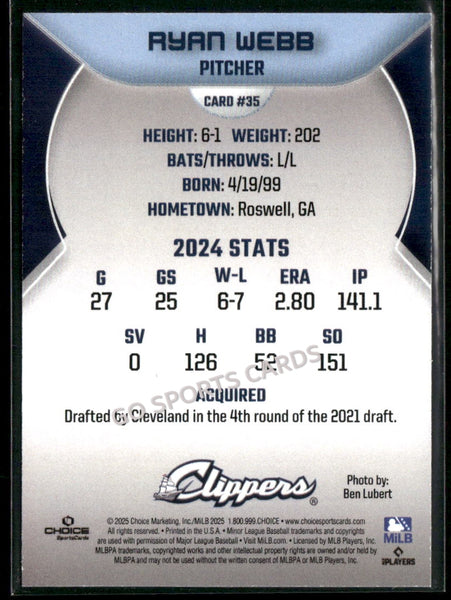 RYAN WEBB
PITCHER
CARD #35
HEIGHT: 6-1 WEIGHT: 202
BATS/THROWS: L/L
BORN: 4/19/99
HOMETOWN: Roswell, GA
2024 STATS
G GS W-L ERA IP
27 25 6-7 2.80 141.1
SV H BB SO
0 126 52 151
GO SPORTS CARDS
ACQUIRED
Drafted by Cleveland in the 4th round of the 2021 draft.
Clippers®
Photo by:
Ben Lubert
CHOICE
SportsCards
© 2025 Choice Marketing, Inc./MiLB 2025 1.800.999.CHOICE • www.choicesportscards.com
All rights reserved. • Printed in the U.S.A. • Minor League Baseball trademarks and copyrights
are used with permission of Major League Baseball • Visit MiLB.com. • Licensed by MLB Players, Inc.
MLBPA trademarks, copyrighted works and other intellectual property rights are owned and/or held by
MLBPA and may not be used without the written consent of MLBPA or MLB Players, Inc.
MiLB
PLAYERS